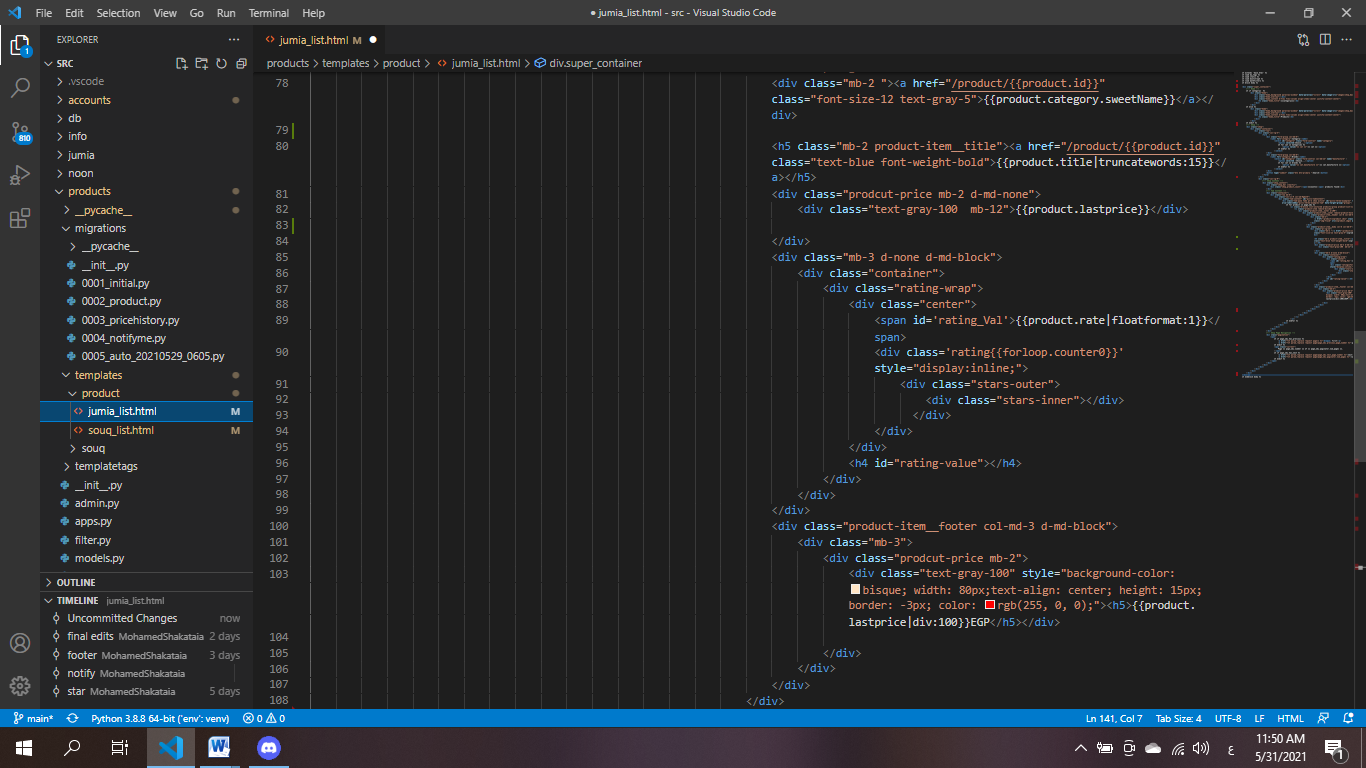 File Edit Selection View Go Run Terminal Help
● jumia_list.html - src - Visual Studio Code
EXPLORER
jumia_list.html M
SRC
products > templates > product > jumia_list.html > div.super_container
1
810
.vscode
accounts
db
info
jumia
noon
products
__pycache__
migrations
__pycache__
__init__.py
0001_initial.py
0002_product.py
0003_pricehistory.py
0004_notifyme.py
0005_auto_20210529_0605.py
templates
product
jumia_list.html M
souq_list.html M
souq
templatetags
__init__.py
admin.py
apps.py
filter.py
models.py
OUTLINE
TIMELINE jumia_list.html
Uncommitted Changes now
final edits MohamedShakataia 2 days
footer MohamedShakataia 3 days
notify MohamedShakataia
star MohamedShakataia 5 days
78 <div class="mb-2 "><a href="/product/{{product.id}}"
class="font-size-12 text-gray-5">{{product.category.sweetName}}</a></
div>
79
80 <h5 class="mb-2 product-item__title"><a href="/product/{{product.id}}"
class="text-blue font-weight-bold">{{product.title|truncatewords:15}}</
a></h5>
81 <div class="prodcut-price mb-2 d-md-none">
82 <div class="text-gray-100  mb-12">{{product.lastprice}}</div>
83
84 </div>
85 <div class="mb-3 d-none d-md-block">
86 <div class="container">
87 <div class="rating-wrap">
88 <div class="center">
89 <span id='rating_Val'>{{product.rate|floatformat:1}}</
span>
90 <div class='rating{{forloop.counter0}}'
style="display:inline;">
91 <div class="stars-outer">
92 <div class="stars-inner"></div>
93 </div>
94 </div>
95 </div>
96 <h4 id="rating-value"></h4>
97 </div>
98 </div>
99 </div>
100 <div class="product-item__footer col-md-3 d-md-block">
101 <div class="mb-3">
102 <div class="prodcut-price mb-2">
103 <div class="text-gray-100" style="background-color:
bisque; width: 80px;text-align: center; height: 15px;
border: -3px; color: rgb(255, 0, 0);"><h5>{{product.
lastprice|div:100}}EGP</h5></div>
104
105 </div>
106 </div>
107 </div>
108 </div>
main* Python 3.8.8 64-bit ('env': venv) 0 0
Ln 141, Col 7 Tab Size: 4 UTF-8 LF HTML
ع
11:50 AM
5/31/2021
1